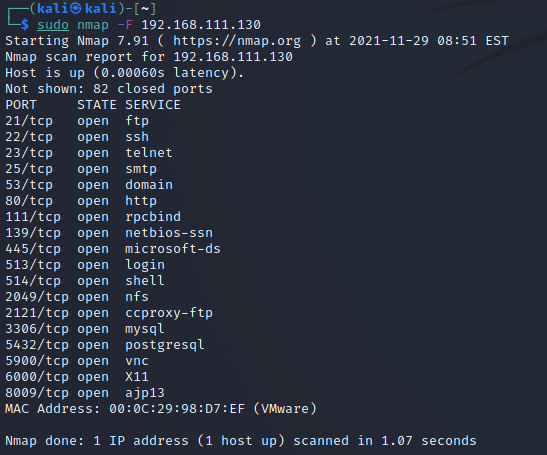 ┌──(kali㉿kali)-[~]
└─$ sudo nmap -F 192.168.111.130
Starting Nmap 7.91 ( https://nmap.org ) at 2021-11-29 08:51 EST
Nmap scan report for 192.168.111.130
Host is up (0.00060s latency).
Not shown: 82 closed ports
PORT     STATE SERVICE
21/tcp   open  ftp
22/tcp   open  ssh
23/tcp   open  telnet
25/tcp   open  smtp
53/tcp   open  domain
80/tcp   open  http
111/tcp  open  rpcbind
139/tcp  open  netbios-ssn
445/tcp  open  microsoft-ds
513/tcp  open  login
514/tcp  open  shell
2049/tcp open  nfs
2121/tcp open  ccproxy-ftp
3306/tcp open  mysql
5432/tcp open  postgresql
5900/tcp open  vnc
6000/tcp open  X11
8009/tcp open  ajp13
MAC Address: 00:0C:29:98:D7:EF (VMware)

Nmap done: 1 IP address (1 host up) scanned in 1.07 seconds